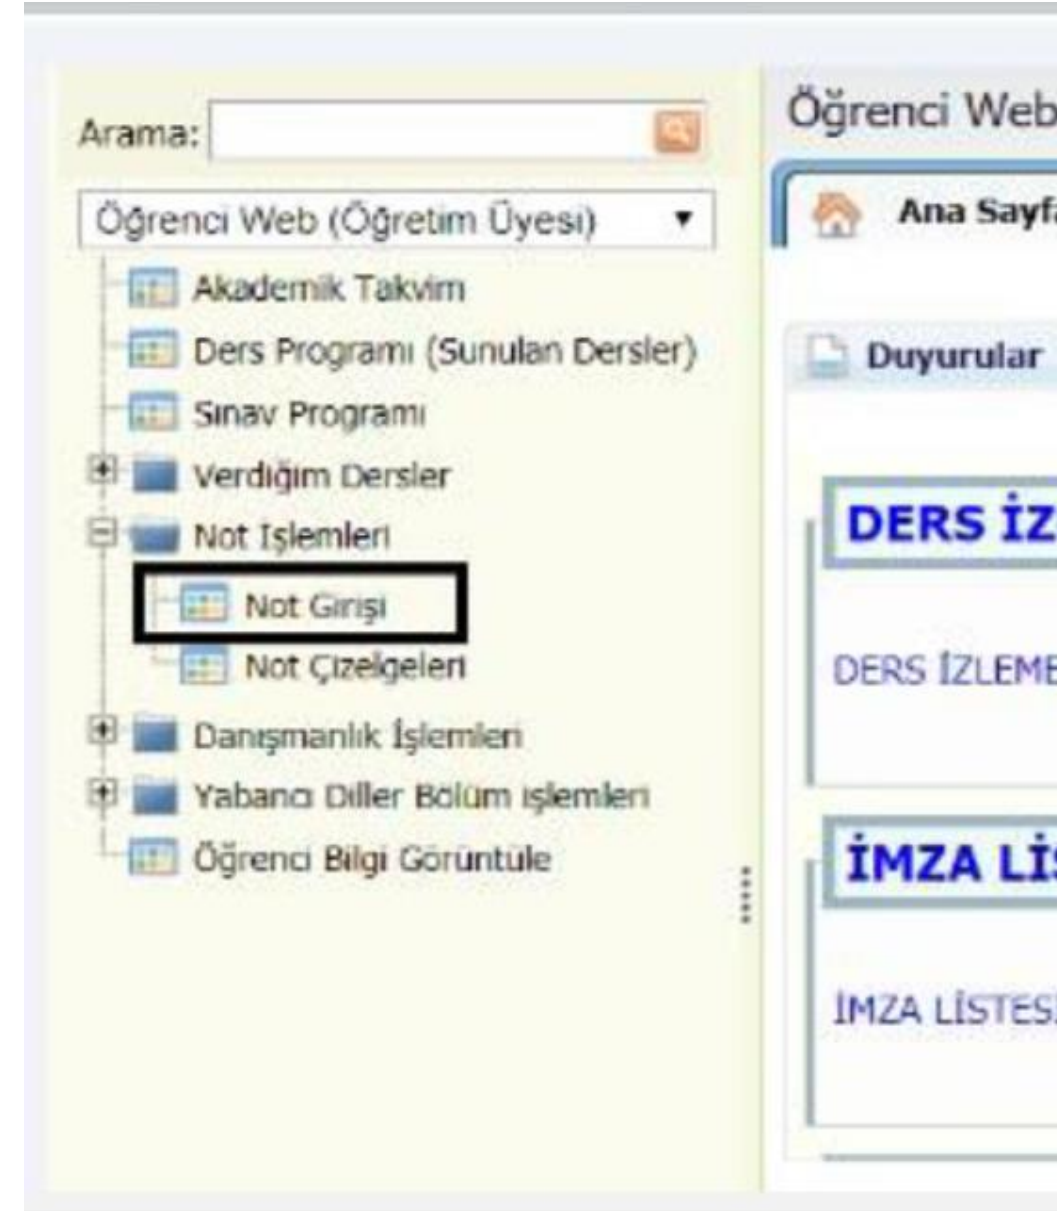 Arama:
Öğrenci Web (Öğretim Üyesi)
Akademik Takvim
Ders Programı (Sunulan Dersler)
Sınav Programı
Verdiğim Dersler
Not İşlemleri
Not Girişi
Not Çizelgeleri
Danışmanlık İşlemleri
Yabancı Diller Bölüm işlemleri
Öğrenci Bilgi Görüntüle
Öğrenci Web
Ana Sayfa
Duyurular
DERS İZ
DERS İZLEME
İMZA LİS
İMZA LİSTESİ